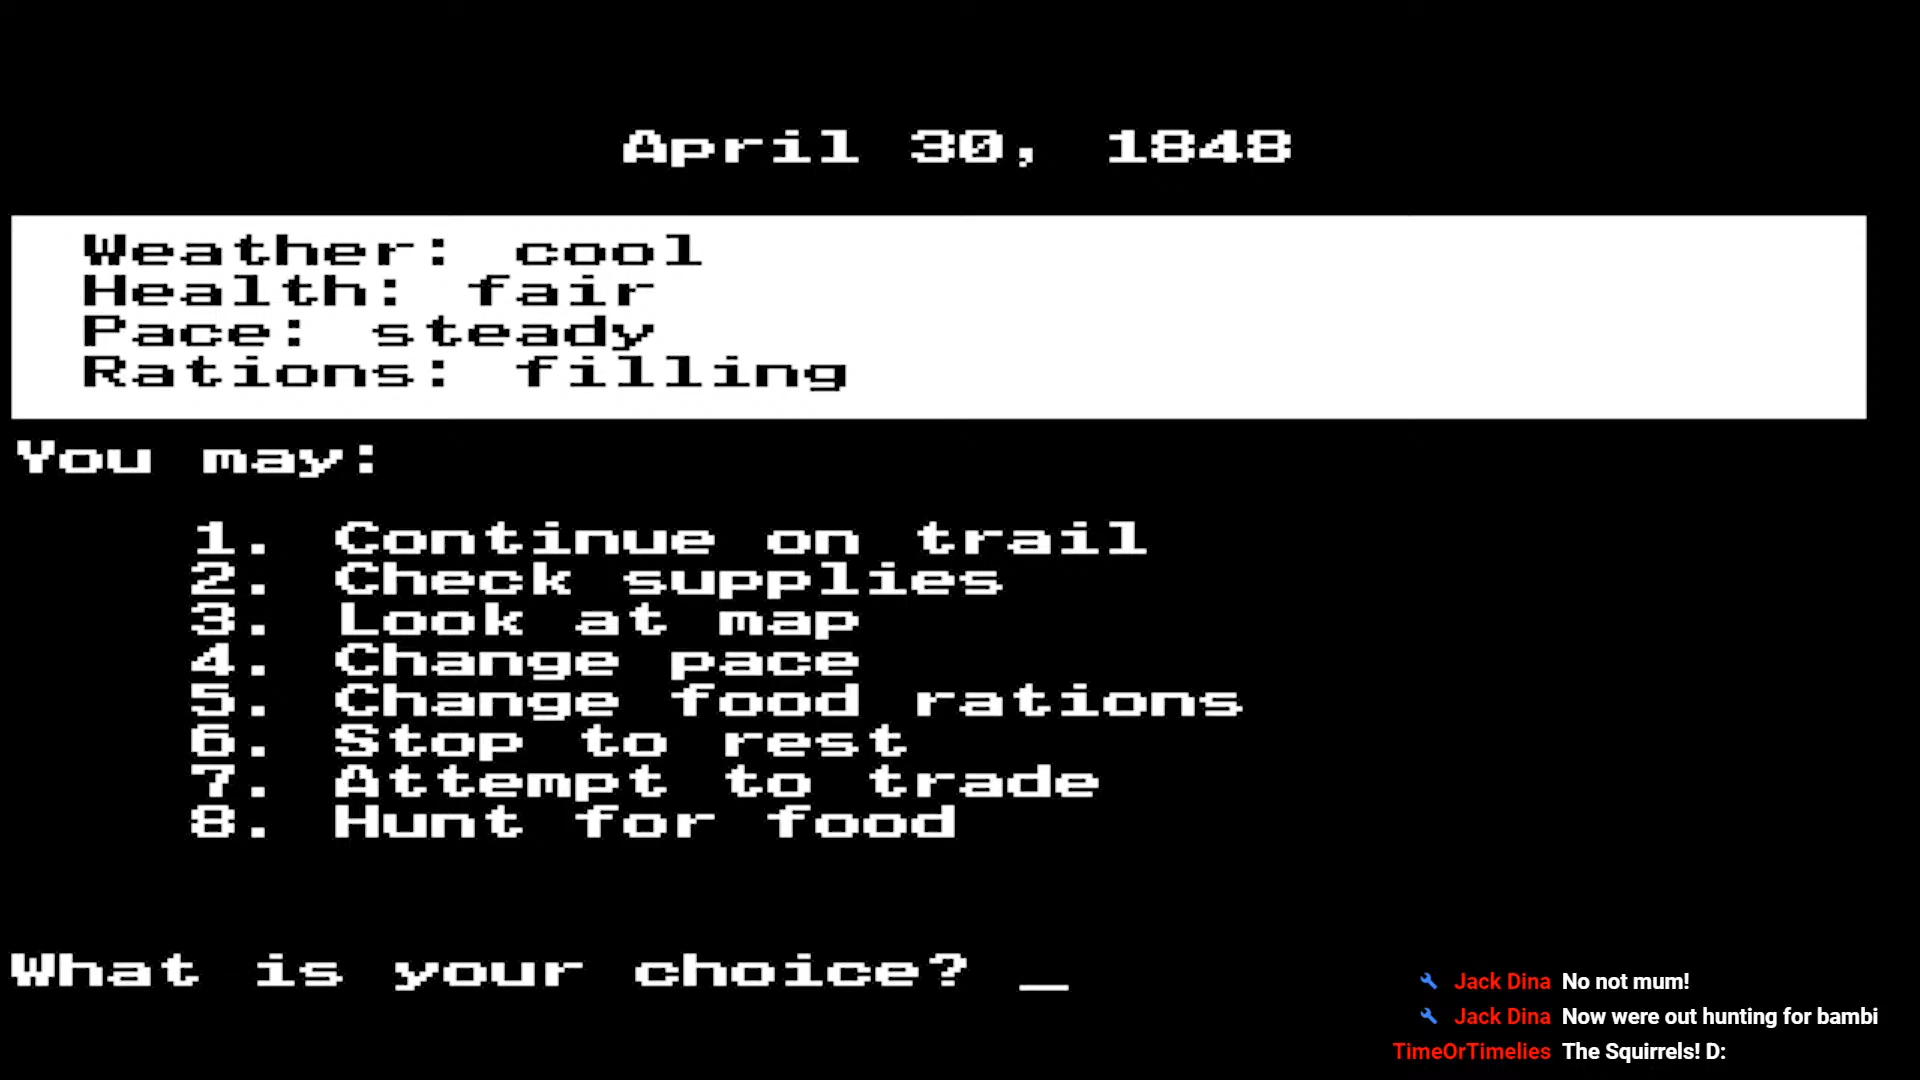 April 30, 1848
Weather: cool
Health: fair
Pace: steady
Rations: filling
You may:
1. Continue on trail
2. Check supplies
3. Look at map
4. Change pace
5. Change food rations
6. Stop to rest
7. Attempt to trade
8. Hunt for food
What is your choice? _
Jack Dina No not mum!
Jack Dina Now were out hunting for bambi
TimeOrTimelies The Squirrels! D: